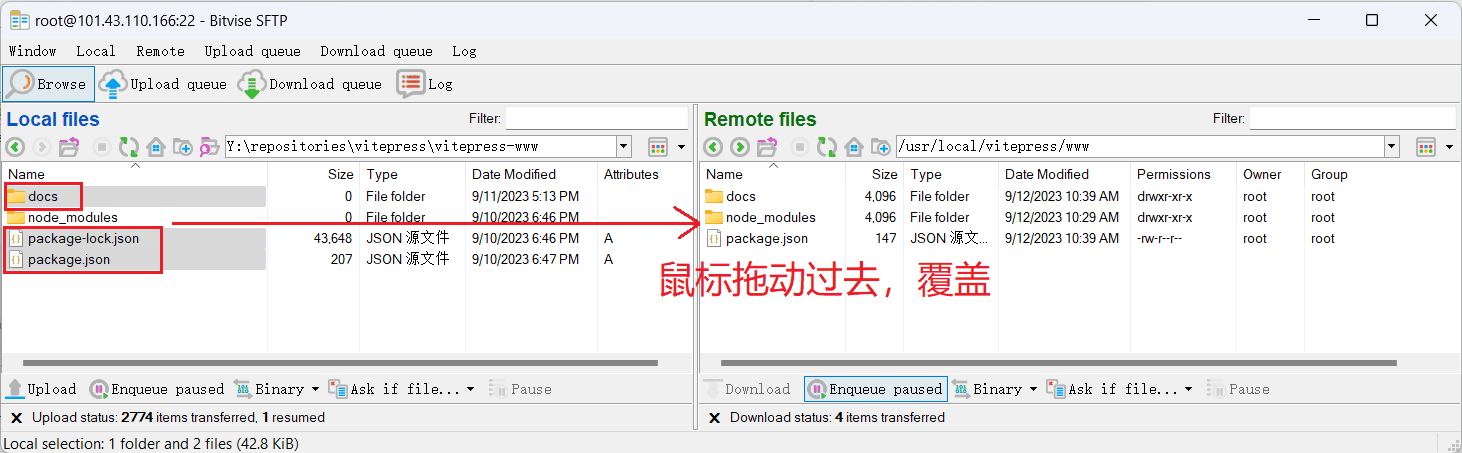 root@101.43.110.166:22 - Bitvise SFTP
Window Local Remote Upload queue Download queue Log
Browse Upload queue Download queue Log
Local files Filter:
Y:\repositories\vitepress\vitepress-www
Name Size Type Date Modified Attributes
docs 0 File folder 9/11/2023 5:13 PM
node_modules 0 File folder 9/10/2023 6:46 PM
package-lock.json 43,648 JSON 源文件 9/10/2023 6:46 PM A
package.json 207 JSON 源文件 9/10/2023 6:47 PM A
Upload Enqueue paused Binary Ask if file... Pause
X Upload status: 2774 items transferred, 1 resumed
Remote files Filter:
/usr/local/vitepress/www
Name Size Type Date Modified Permissions Owner Group
docs 4,096 File folder 9/12/2023 10:39 AM drwxr-xr-x root root
node_modules 4,096 File folder 9/12/2023 10:29 AM drwxr-xr-x root root
package.json 147 JSON 源文... 9/12/2023 10:39 AM -rw-r--r-- root root
鼠标拖动过去，覆盖
Download Enqueue paused Binary Ask if file... Pause
X Download status: 4 items transferred
Local selection: 1 folder and 2 files (42.8 KiB)